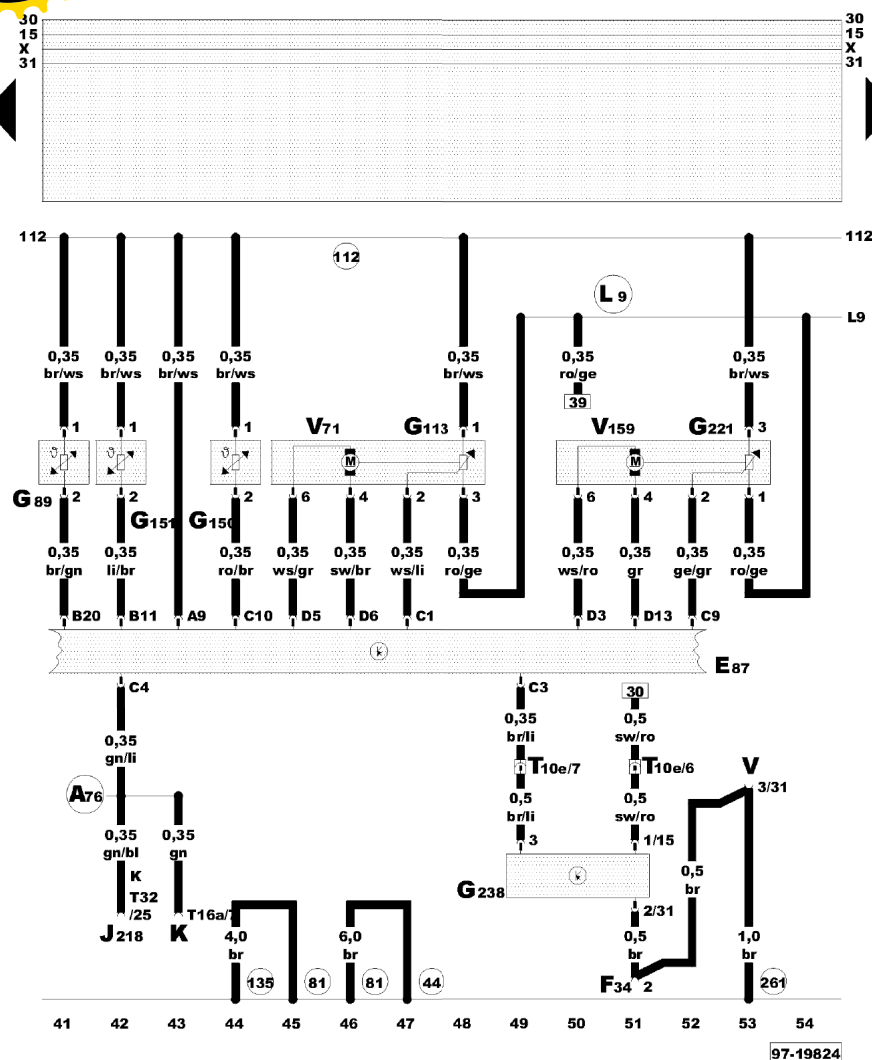 30 30
15 15
X X
31 31
112 112
112
L 9
L9
0,35 0,35 0,35 0,35 0,35 0,35 0,35
br/ws br/ws br/ws br/ws br/ws ro/ge br/ws
39
1 1 1 V71 G113 1 V159 G221 3
M M
G89 2 2 2 6 4 2 3 6 4 2 1
G151 G150
0,35 0,35 0,35 0,35 0,35 0,35 0,35 0,35 0,35 0,35 0,35
br/gn li/br ro/br ws/gr sw/br ws/li ro/ge ws/ro gr ge/gr ro/ge
B20 B11 A9 C10 D5 D6 C1 D3 D13 C9
E87
C4 C3 30
0,35 0,35 0,5
gn/li br/li sw/ro
T10e/7 T10e/6 V
3/31
A76 0,5 0,5
br/li sw/ro
0,35 0,35 3 1/15
gn/bl gn
K 0,5
br
T32 G238
/25 T16a/7 2/31
J218 K 4,0 6,0 0,5 1,0
br br br br
135 81 81 44 F34 2 261
41 42 43 44 45 46 47 48 49 50 51 52 53 54
97-19824